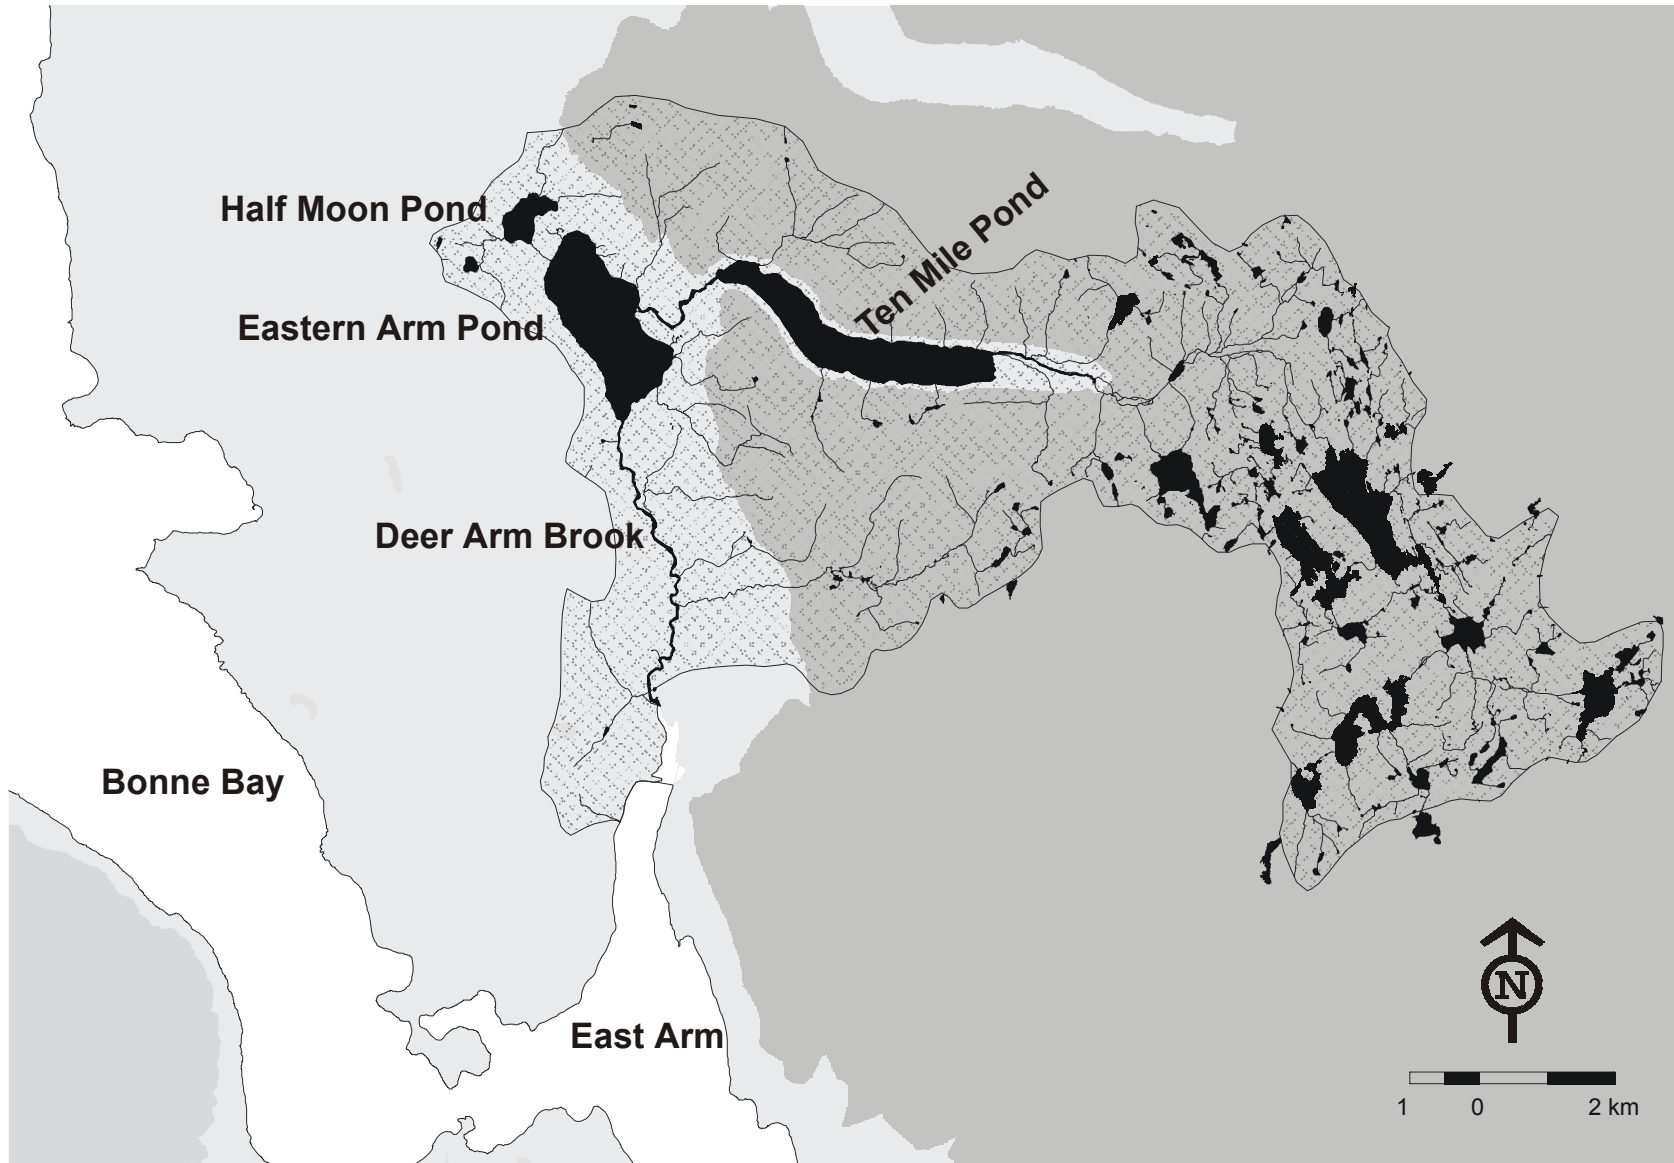 Half Moon Pond
Ten Mile Pond
Eastern Arm Pond
Deer Arm Brook
Bonne Bay
East Arm
N
1 0 2 km